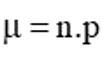 μ = n.p